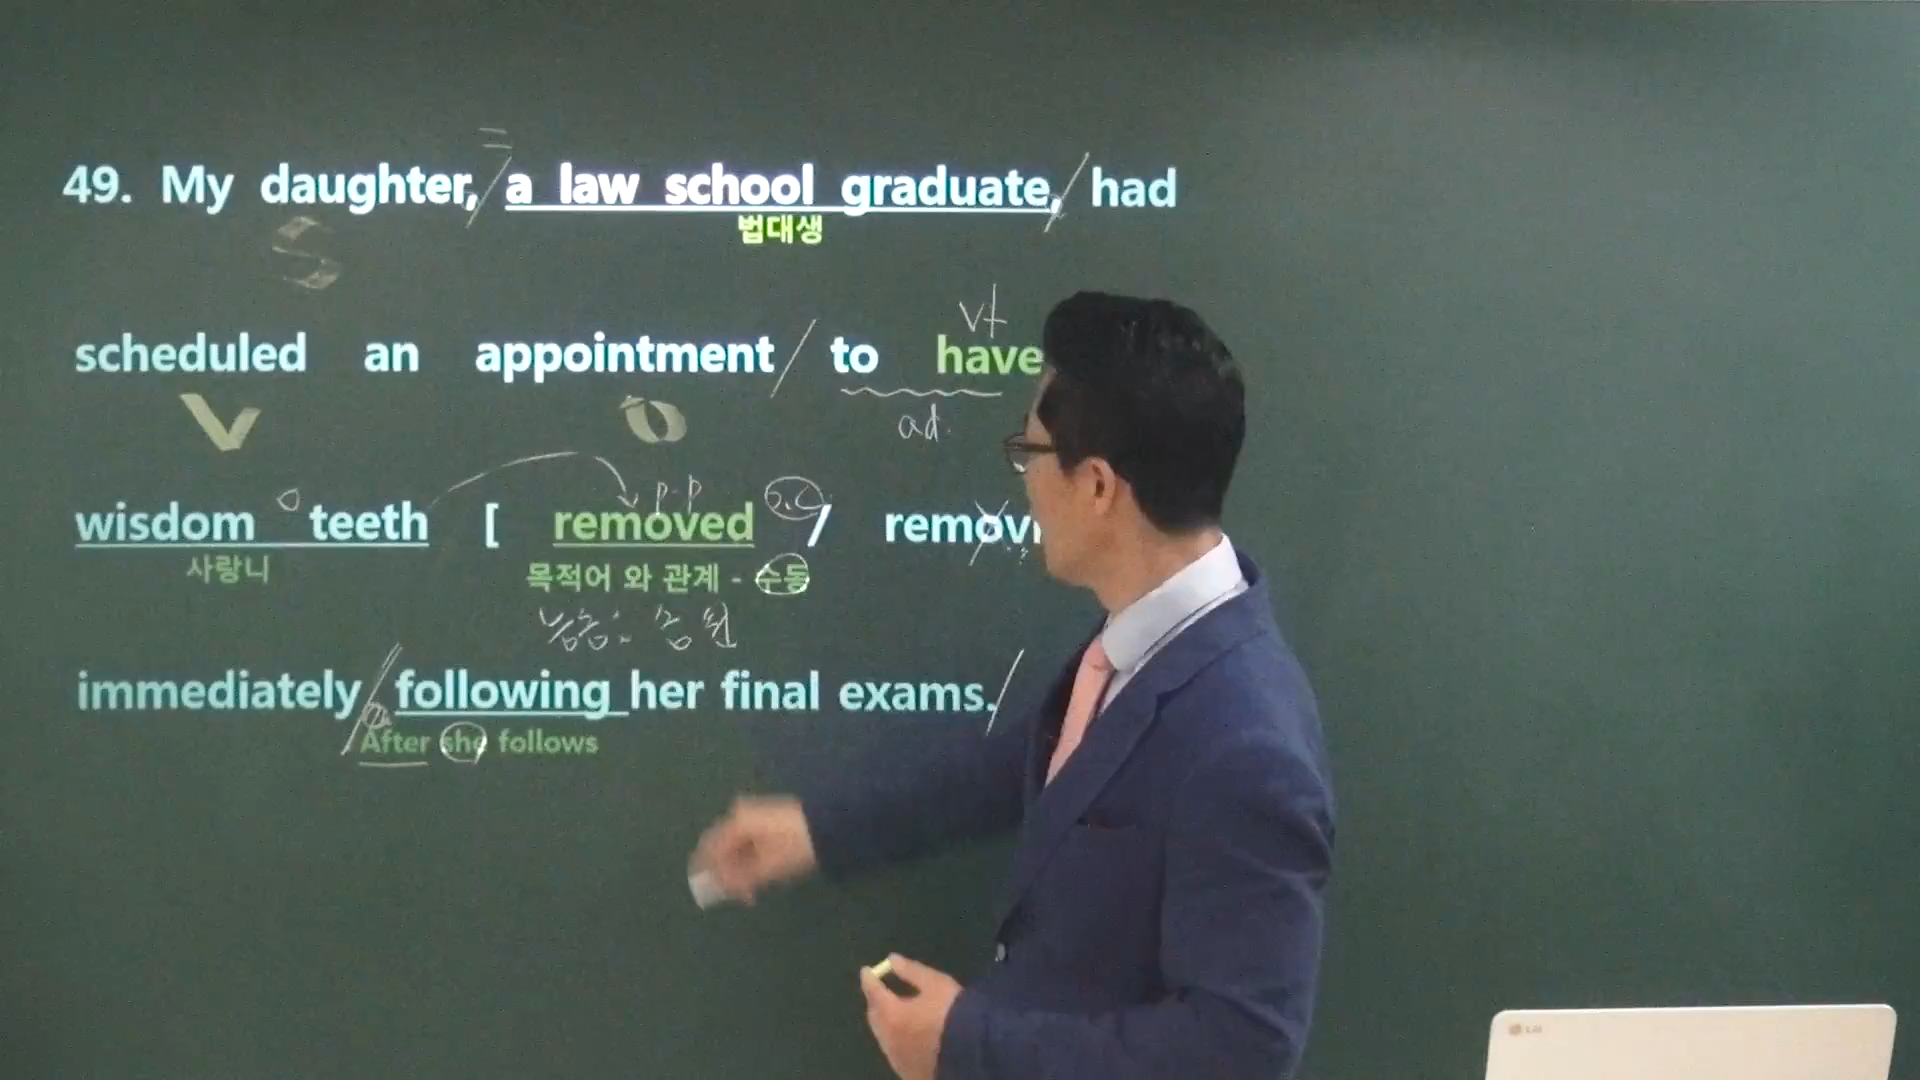 49. My daughter, a law school graduate, had
법대생
S
vt
scheduled an appointment / to have
V O ad.
O p.p o.c
wisdom teeth [ removed /
사랑니 목적어 와 관계 - 수동
immediately / following her final exams. /
After she follows
LG